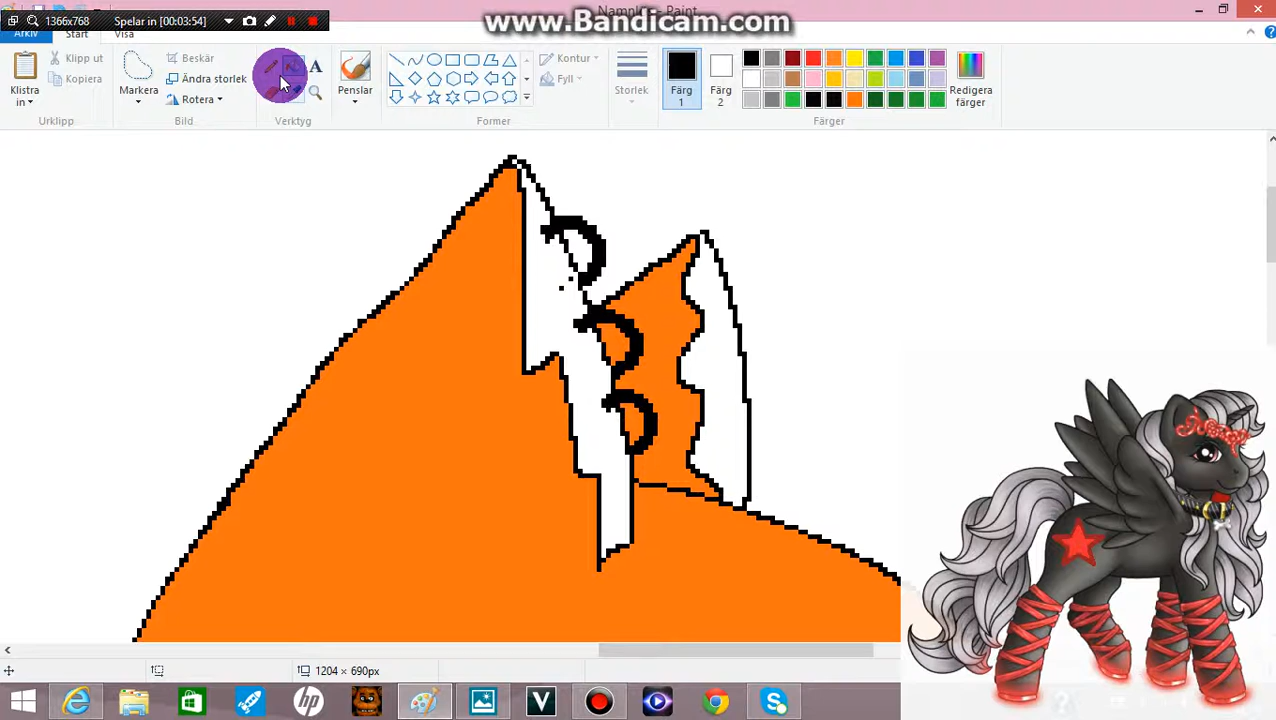 www.Bandicam.com
1366x768 Spelar in [00:03:54]
- Paint
Arkiv Start Visa
Klistra in
Klipp ut
Kopiera
Urklipp
Markera
Beskär
Ändra storlek
Rotera
Bild
A
Verktyg
Penslar
Kontur
Fyll
Former
Storlek
Färg 1
Färg 2
Redigera färger
Färger
1204 × 690px
hp
V
S